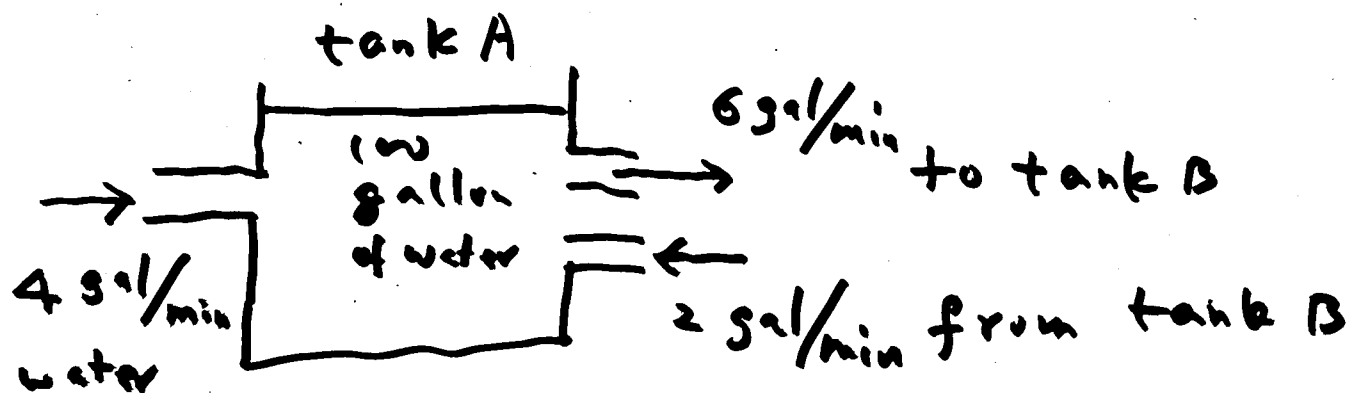 tank A
6 gal/min
to tank B
100
gallon
of water
4 gal/min
water
2 gal/min from tank B